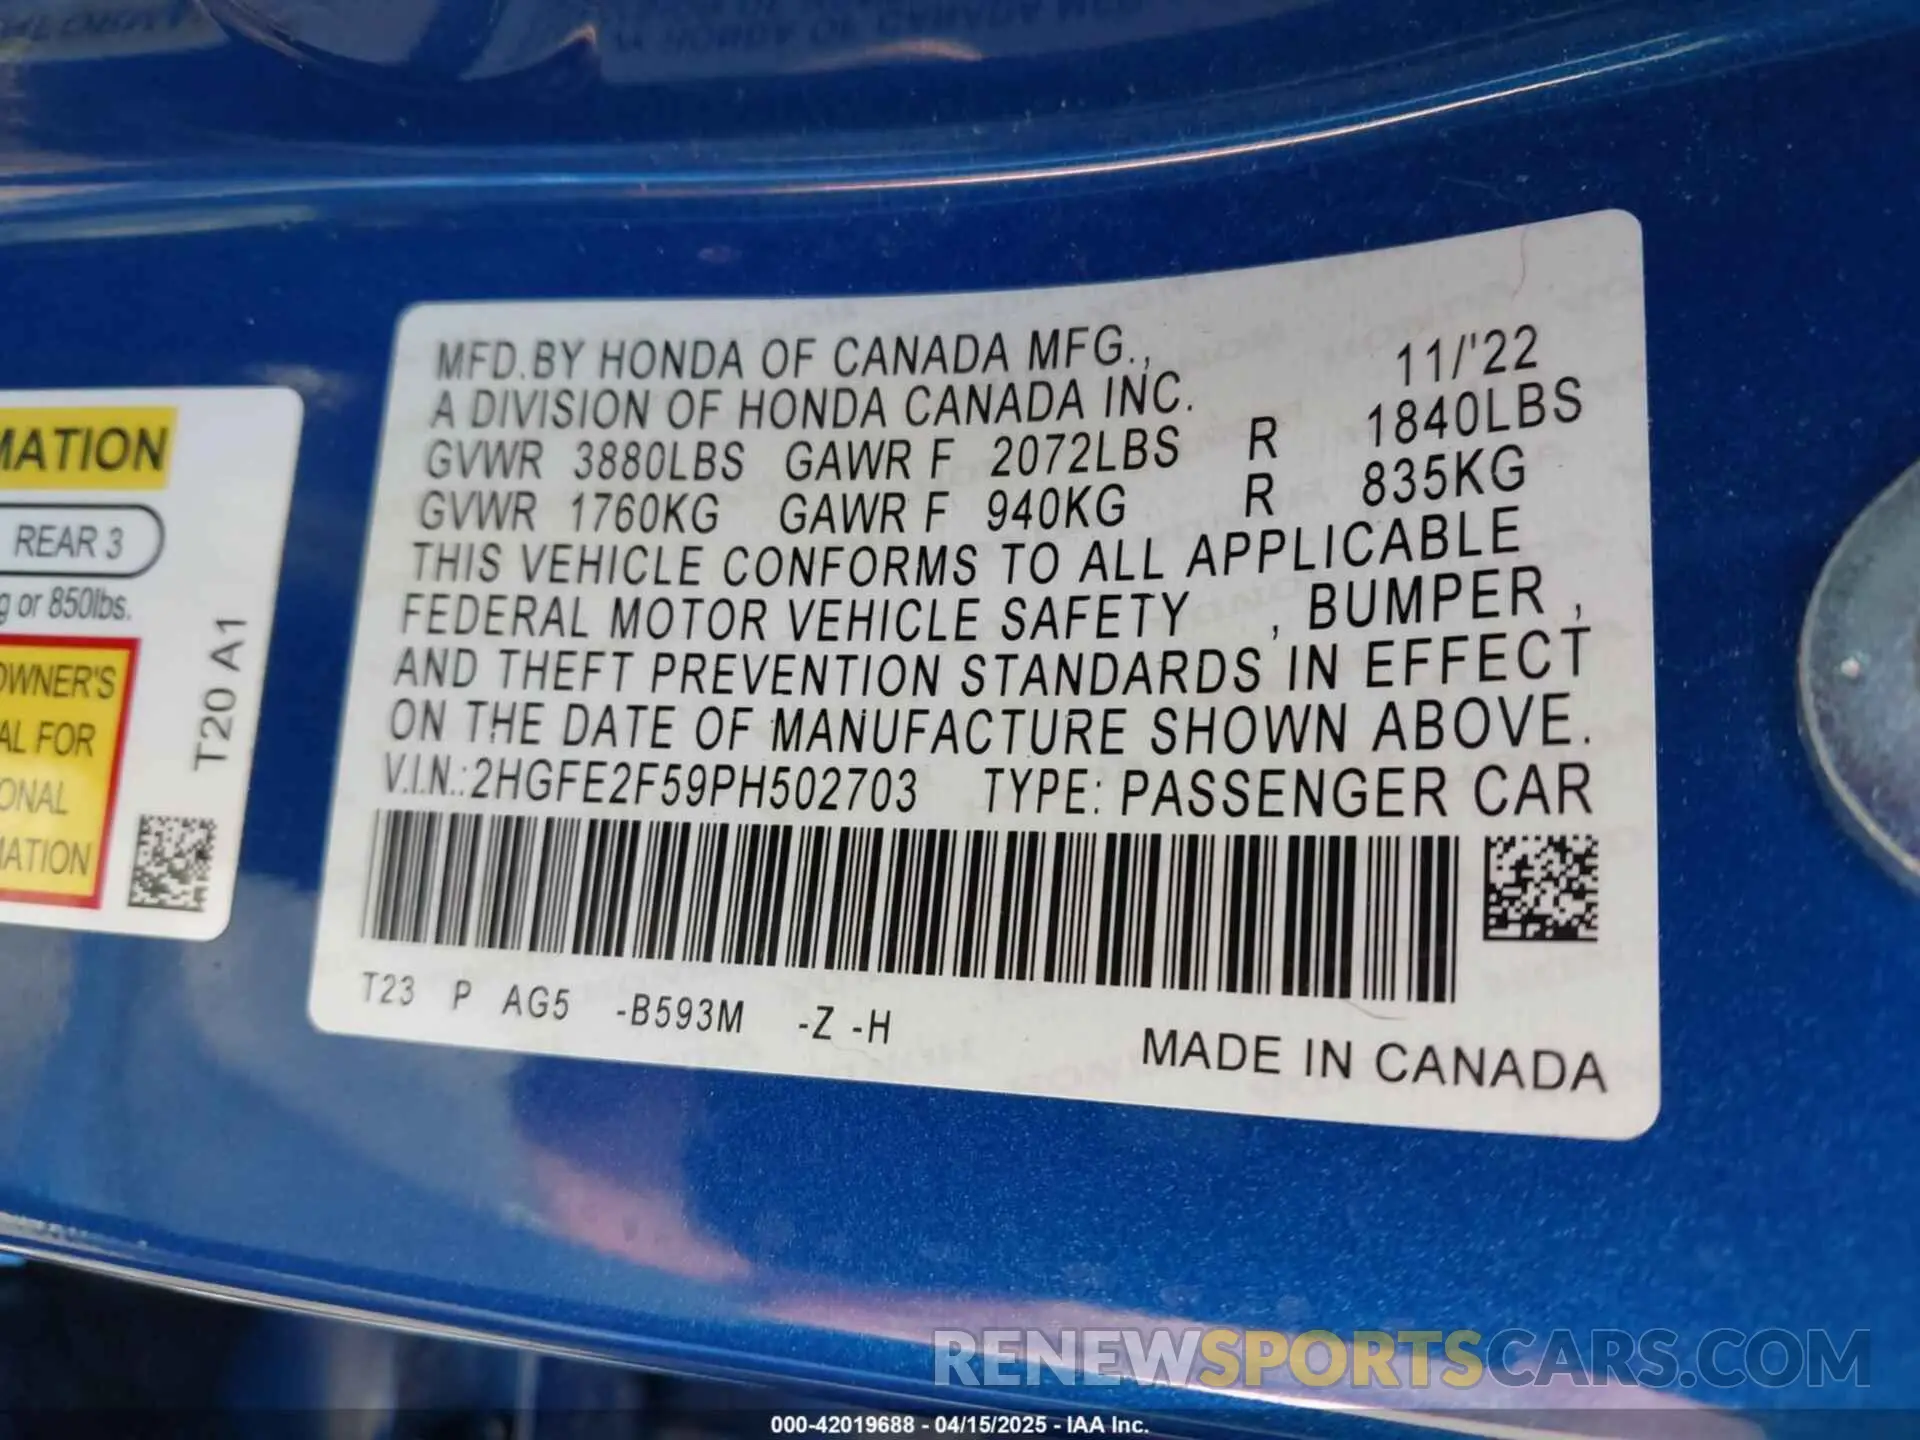 MFD.BY HONDA OF CANADA MFG.,
A DIVISION OF HONDA CANADA INC.
11/'22
GVWR 3880LBS GAWR F 2072LBS R 1840LBS
GVWR 1760KG GAWR F 940KG R 835KG
THIS VEHICLE CONFORMS TO ALL APPLICABLE
FEDERAL MOTOR VEHICLE SAFETY , BUMPER ,
AND THEFT PREVENTION STANDARDS IN EFFECT
ON THE DATE OF MANUFACTURE SHOWN ABOVE.
V.I.N.:2HGFE2F59PH502703 TYPE: PASSENGER CAR
T23 P AG5 -B593M -Z -H
MADE IN CANADA
MATION
REAR 3
g or 850lbs.
OWNER'S
AL FOR
ONAL
MATION
T20 A1
RENEWSPORTSCARS.COM
000-42019688 - 04/15/2025 - IAA Inc.